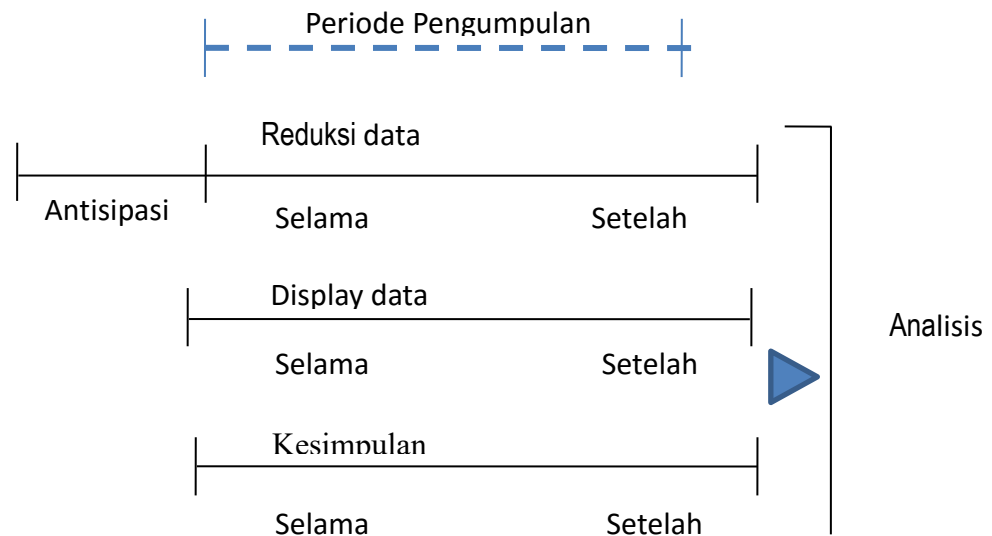 Periode Pengumpulan
Reduksi data
Antisipasi
Selama
Setelah
Display data
Selama
Setelah
Analisis
Kesimpulan
Selama
Setelah